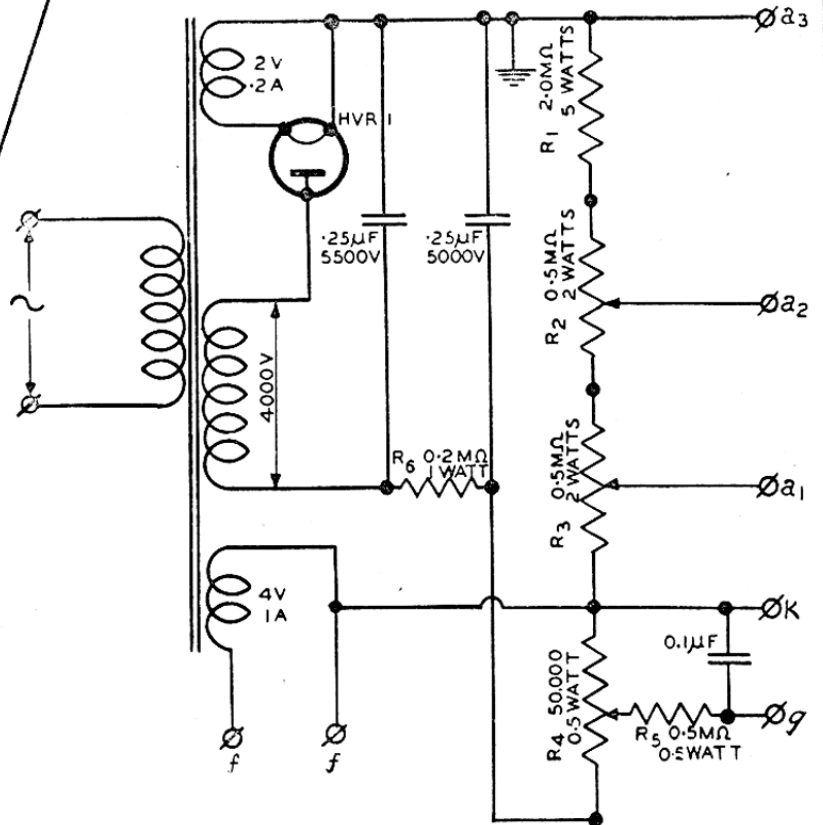 a3
2V
.2A
HVR 1
R1 2.0MΩ
5 WATTS
.25μF
5500V
.25μF
5000V
R2 0.5MΩ
2 WATTS
a2
4000V
R6 0.2MΩ
1 WATT
R3 0.5MΩ
2 WATTS
a1
4V
1A
K
0.1μF
R4 50.000
0.5 WATT
R5 0.5MΩ
0.5WATT
g
f
f